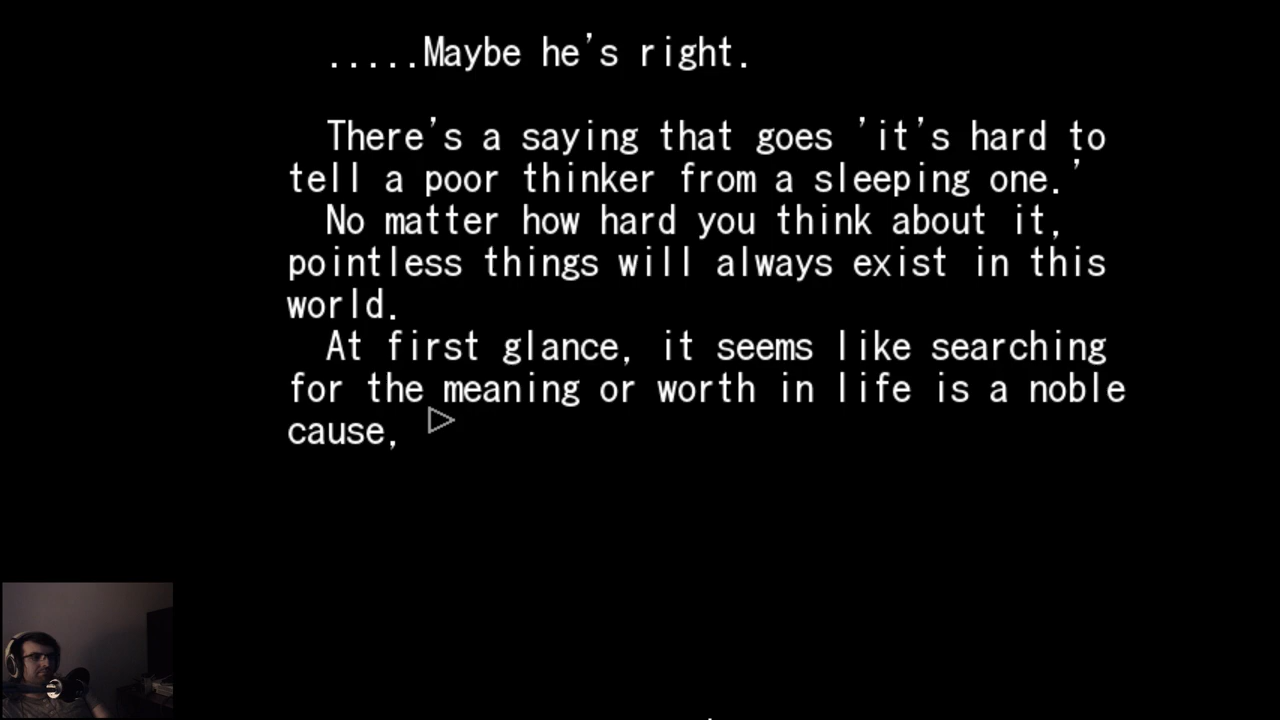 .....Maybe he's right.
There's a saying that goes 'it's hard to
tell a poor thinker from a sleeping one.'
No matter how hard you think about it,
pointless things will always exist in this
world.
At first glance, it seems like searching
for the meaning or worth in life is a noble
cause,